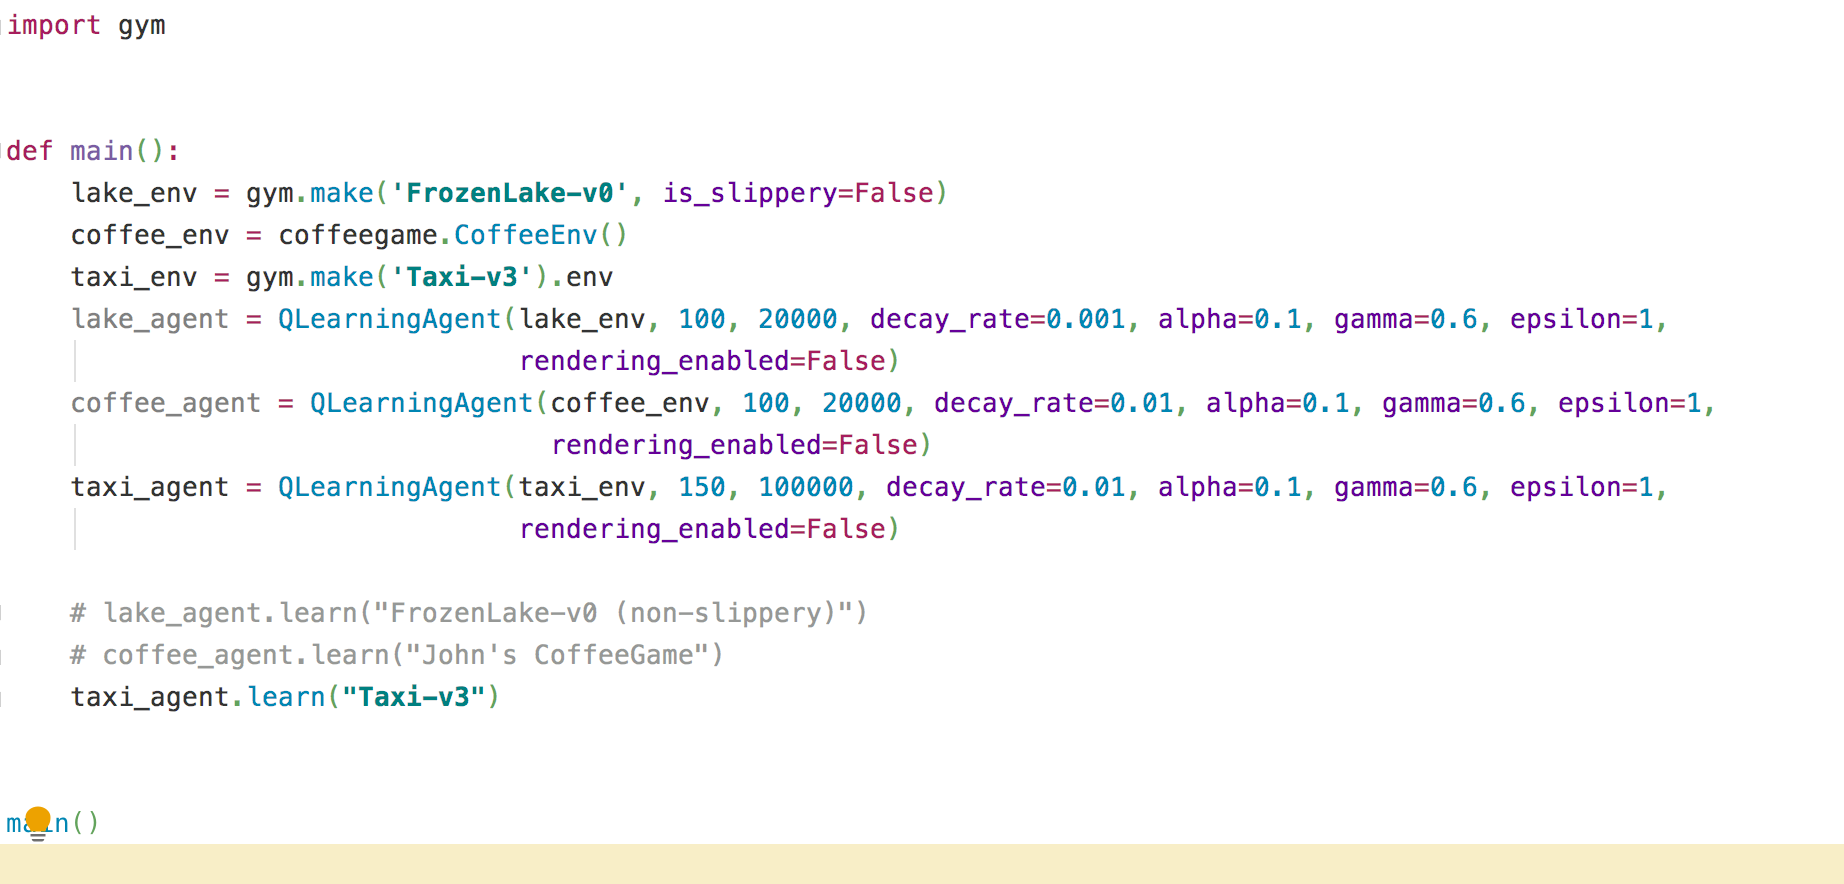 import gym
def main():
lake_env = gym.make('FrozenLake-v0', is_slippery=False)
coffee_env = coffeegame.CoffeeEnv()
taxi_env = gym.make('Taxi-v3').env
lake_agent = QLearningAgent(lake_env, 100, 20000, decay_rate=0.001, alpha=0.1, gamma=0.6, epsilon=1,
rendering_enabled=False)
coffee_agent = QLearningAgent(coffee_env, 100, 20000, decay_rate=0.01, alpha=0.1, gamma=0.6, epsilon=1,
rendering_enabled=False)
taxi_agent = QLearningAgent(taxi_env, 150, 100000, decay_rate=0.01, alpha=0.1, gamma=0.6, epsilon=1,
rendering_enabled=False)
# lake_agent.learn("FrozenLake-v0 (non-slippery)")
# coffee_agent.learn("John's CoffeeGame")
taxi_agent.learn("Taxi-v3")
main()